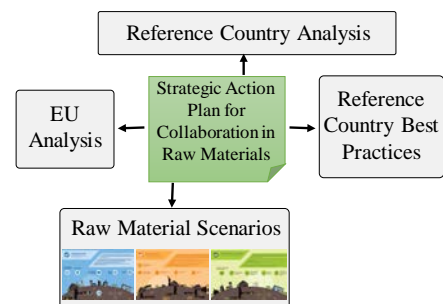 Reference Country Analysis
Strategic Action
Plan for
Collaboration in
Raw Materials
EU
Analysis
Reference
Country Best
Practices
Raw Material Scenarios